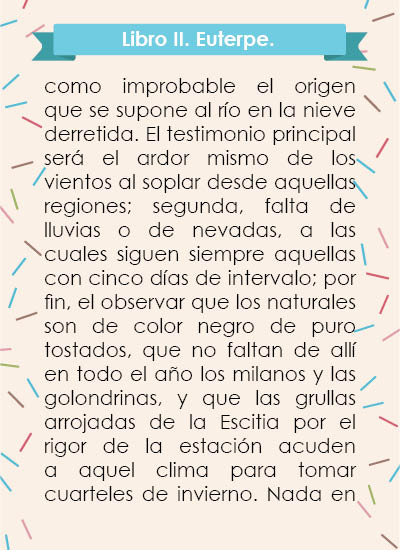 Libro II. Euterpe.
como improbable el origen
que se supone al río en la nieve
derretida. El testimonio principal
será el ardor mismo de los
vientos al soplar desde aquellas
regiones; segunda, falta de
lluvias o de nevadas, a las
cuales siguen siempre aquellas
con cinco días de intervalo; por
fin, el observar que los naturales
son de color negro de puro
tostados, que no faltan de allí
en todo el año los milanos y las
golondrinas, y que las grullas
arrojadas de la Escitia por el
rigor de la estación acuden
a aquel clima para tomar
cuarteles de invierno. Nada en